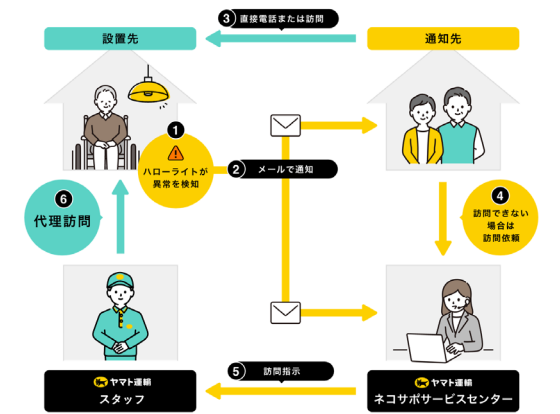 3 直接電話または訪問
設置先
通知先
1
ハローライトが
異常を検知
2 メールで通知
6
代理訪問
4
訪問できない
場合は
訪問依頼
5 訪問指示
ヤマト運輸
スタッフ
ヤマト運輸
ネコサポサービスセンター